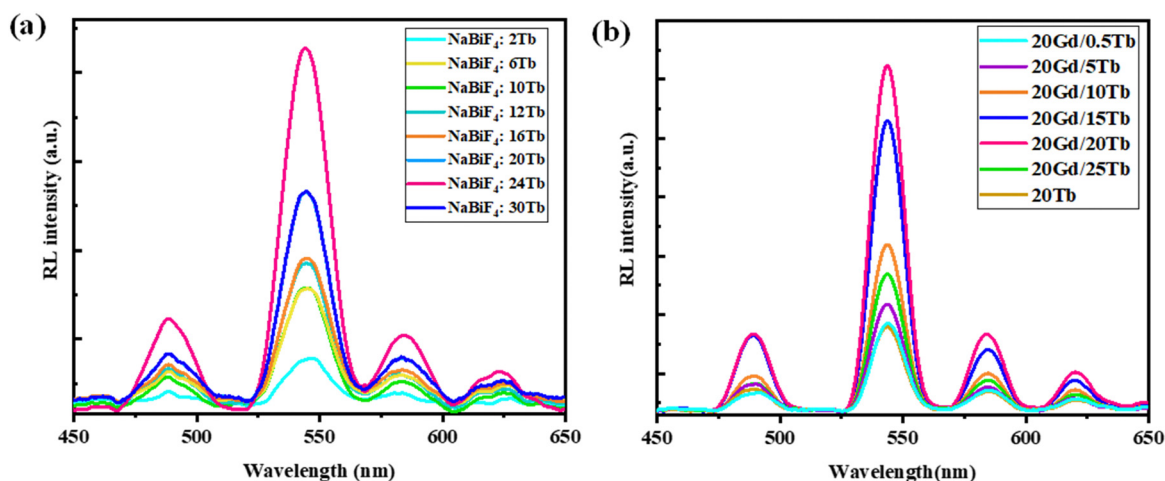 (a)
RL intensity (a.u.)
NaBiF₄: 2Tb
NaBiF₄: 6Tb
NaBiF₄: 10Tb
NaBiF₄: 12Tb
NaBiF₄: 16Tb
NaBiF₄: 20Tb
NaBiF₄: 24Tb
NaBiF₄: 30Tb
450 500 550 600 650
Wavelength (nm)
(b)
RL intensity(a.u.)
20Gd/0.5Tb
20Gd/5Tb
20Gd/10Tb
20Gd/15Tb
20Gd/20Tb
20Gd/25Tb
20Tb
450 500 550 600 650
Wavelength(nm)